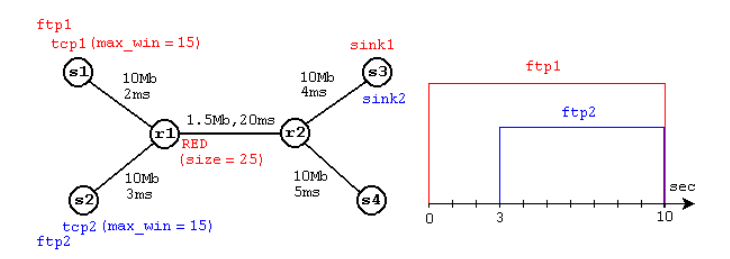 ftp1
tcp1 (max_win = 15)
s1
10Mb
2ms
1.5Mb, 20ms
r1
r2
RED
(size = 25)
10Mb
3ms
s2
tcp2 (max_win = 15)
ftp2
sink1
s3
sink2
10Mb
4ms
10Mb
5ms
s4
ftp1
ftp2
sec
0
3
10